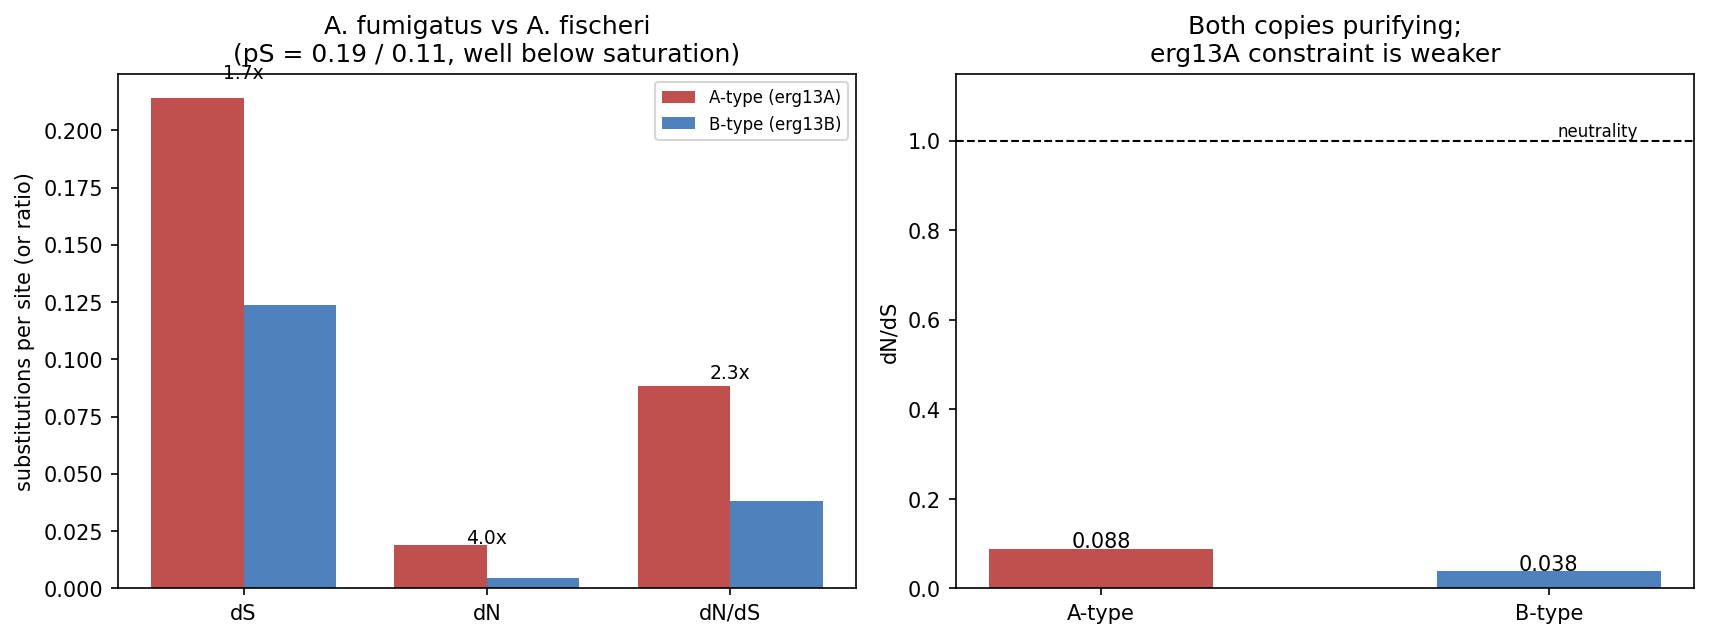 A. fumigatus vs A. fischeri
(pS = 0.19 / 0.11, well below saturation)
1.7x
A-type (erg13A)
B-type (erg13B)
substitutions per site (or ratio)
0.200
0.175
0.150
0.125
0.100
0.075
0.050
0.025
0.000
4.0x
2.3x
dS
dN
dN/dS
Both copies purifying;
erg13A constraint is weaker
neutrality
dN/dS
1.0
0.8
0.6
0.4
0.2
0.0
0.088
0.038
A-type
B-type